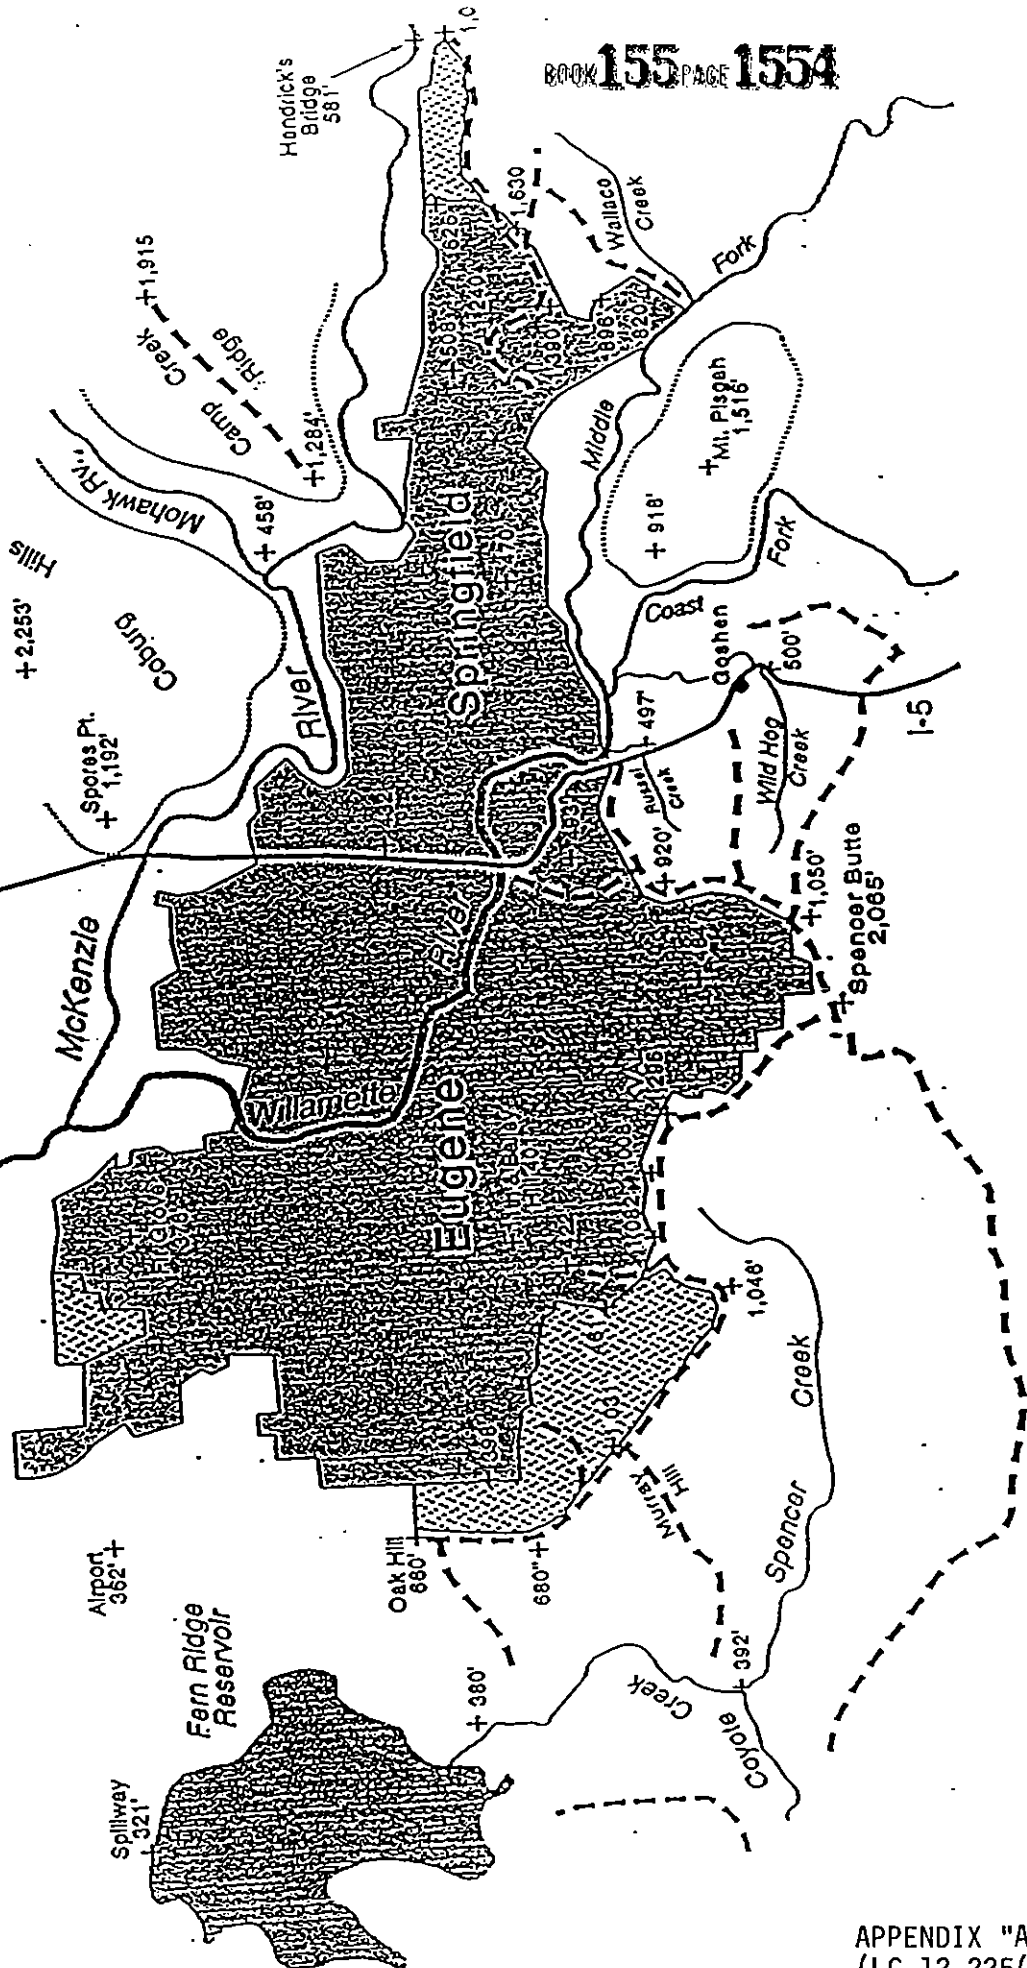 BOOK 155 PAGE 1554
Spillway
321'
Fern Ridge
Reservoir
Airport
362'
Oak Hill
680'
680"
380'
Coyote
Creek
392'
Spencer
Creek
Murray
Hill
1,046'
Eugene
Willamette
River
McKenzie
River
Spores Pt.
1,192'
2,253'
Coburg
Hills
Mohawk Rv.
458'
Camp
Creek
Ridge
1,284'
1,915
Hendrick's
Bridge
581'
1,0
Springfield
1,630
Wallace
Creek
Middle
Fork
Mt. Pisgah
1,516'
918'
Coast
Fork
Goshen
500'
497'
Russel
Creek
Wild Hog
Creek
920'
1,050'
Spencer Butte
2,065'
I-5
APPENDIX "A